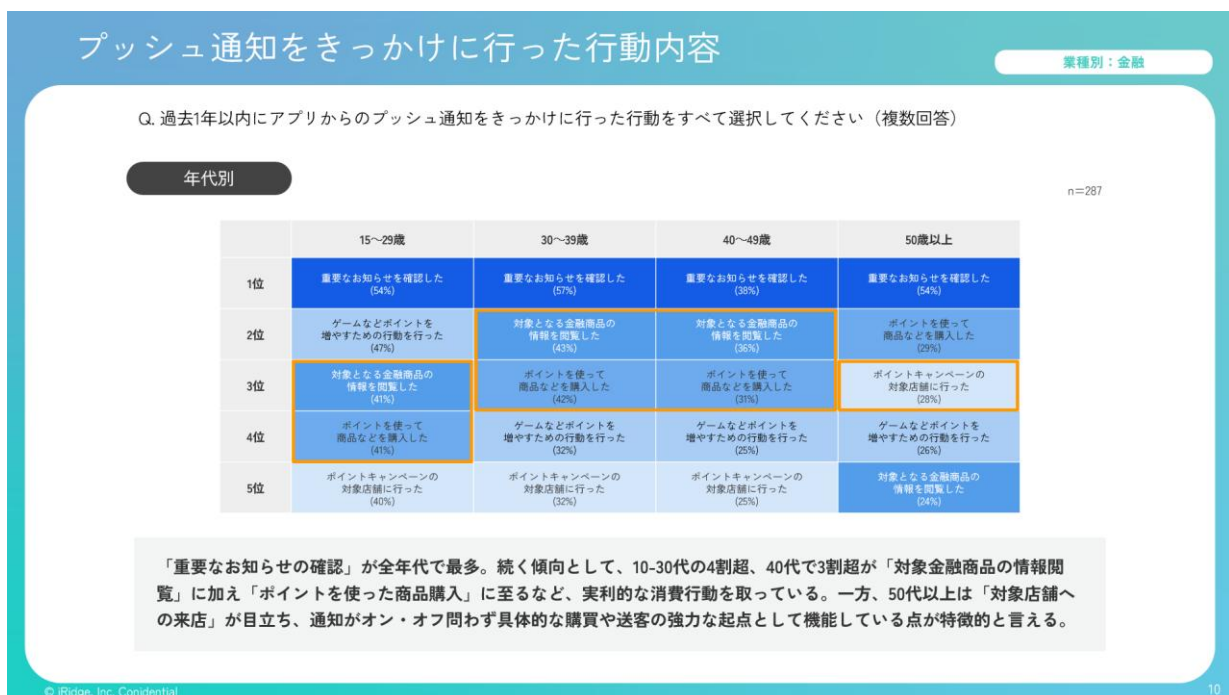 プッシュ通知をきっかけに行った行動内容
業種別：金融
Q. 過去1年以内にアプリからのプッシュ通知をきっかけに行った行動をすべて選択してください（複数回答）
年代別
n=287
15〜29歳 30〜39歳 40〜49歳 50歳以上
1位
重要なお知らせを確認した
(54%)
重要なお知らせを確認した
(57%)
重要なお知らせを確認した
(38%)
重要なお知らせを確認した
(54%)
2位
ゲームなどポイントを
増やすための行動を行った
(47%)
対象となる金融商品の
情報を閲覧した
(43%)
対象となる金融商品の
情報を閲覧した
(36%)
ポイントを使って
商品などを購入した
(29%)
3位
対象となる金融商品の
情報を閲覧した
(41%)
ポイントを使って
商品などを購入した
(42%)
ポイントを使って
商品などを購入した
(31%)
ポイントキャンペーンの
対象店舗に行った
(28%)
4位
ポイントを使って
商品などを購入した
(41%)
ゲームなどポイントを
増やすための行動を行った
(32%)
ゲームなどポイントを
増やすための行動を行った
(25%)
ゲームなどポイントを
増やすための行動を行った
(26%)
5位
ポイントキャンペーンの
対象店舗に行った
(40%)
ポイントキャンペーンの
対象店舗に行った
(32%)
ポイントキャンペーンの
対象店舗に行った
(25%)
対象となる金融商品の
情報を閲覧した
(24%)
「重要なお知らせの確認」が全年代で最多。続く傾向として、10-30代の4割超、40代で3割超が「対象金融商品の情報閲
覧」に加え「ポイントを使った商品購入」に至るなど、実利的な消費行動を取っている。一方、50代以上は「対象店舗へ
の来店」が目立ち、通知がオン・オフ問わず具体的な購買や送客の強力な起点として機能している点が特徴的と言える。
© iRidge, Inc. Conidential
10